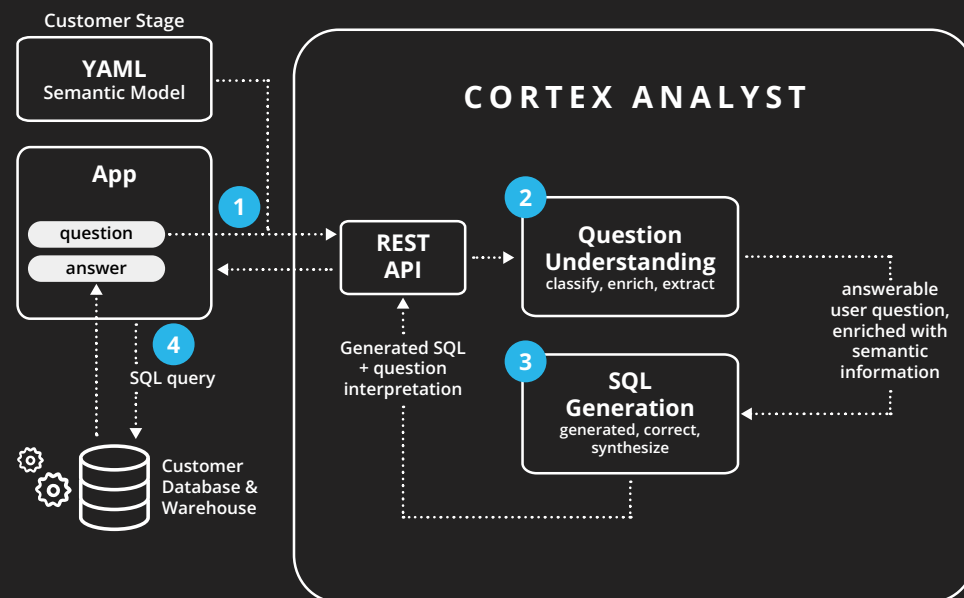 Customer Stage
YAML
Semantic Model
CORTEX ANALYST
App
question
answer
1
REST
API
2
Question
Understanding
classify, enrich, extract
answerable
user question,
enriched with
semantic
information
3
SQL
Generation
generated, correct,
synthesize
Generated SQL
+ question
interpretation
4
SQL query
Customer
Database &
Warehouse